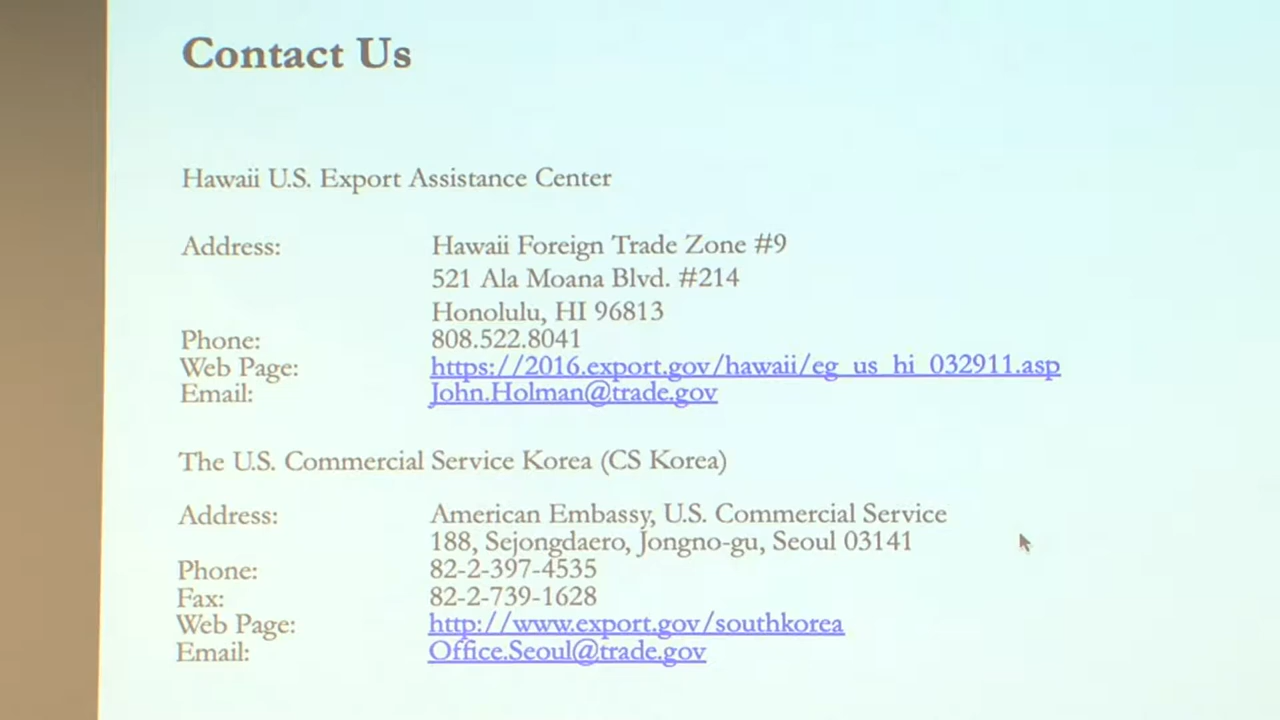 Contact Us
Hawaii U.S. Export Assistance Center
Address: Hawaii Foreign Trade Zone #9
521 Ala Moana Blvd. #214
Honolulu, HI 96813
Phone: 808.522.8041
Web Page: https://2016.export.gov/hawaii/eg_us_hi_032911.asp
Email: John.Holman@trade.gov
The U.S. Commercial Service Korea (CS Korea)
Address: American Embassy, U.S. Commercial Service
188, Sejongdaero, Jongno-gu, Seoul 03141
Phone: 82-2-397-4535
Fax: 82-2-739-1628
Web Page: http://www.export.gov/southkorea
Email: Office.Seoul@trade.gov